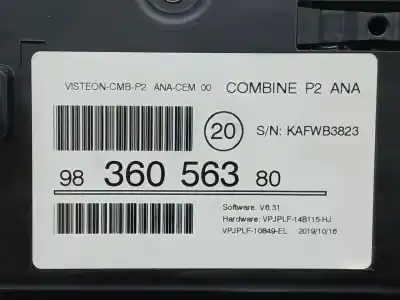 VISTEON-CMB-P2 ANA-CEM 00 COMBINE P2 ANA
20 S/N: KAFWB3823
98 360 563 80
Software: V6.31
Hardware: VPJPLF-14B115-HJ
VPJPLF-10849-EL 2019/10/16